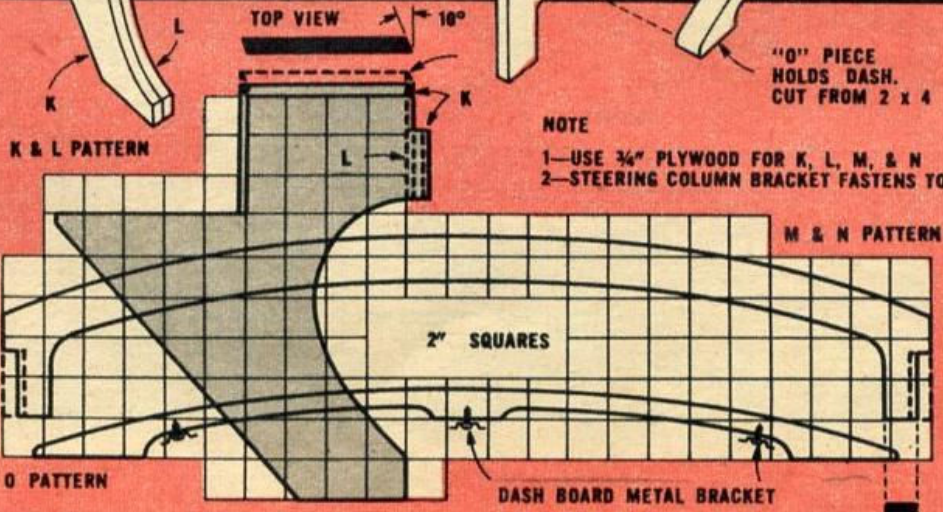 TOP VIEW
10°
L
K
"O" PIECE
HOLDS DASH.
CUT FROM 2 x 4
K & L PATTERN
K
L
NOTE
1—USE ¾" PLYWOOD FOR K, L, M, & N
2—STEERING COLUMN BRACKET FASTENS TO
M & N PATTERN
2" SQUARES
O PATTERN
DASH BOARD METAL BRACKET